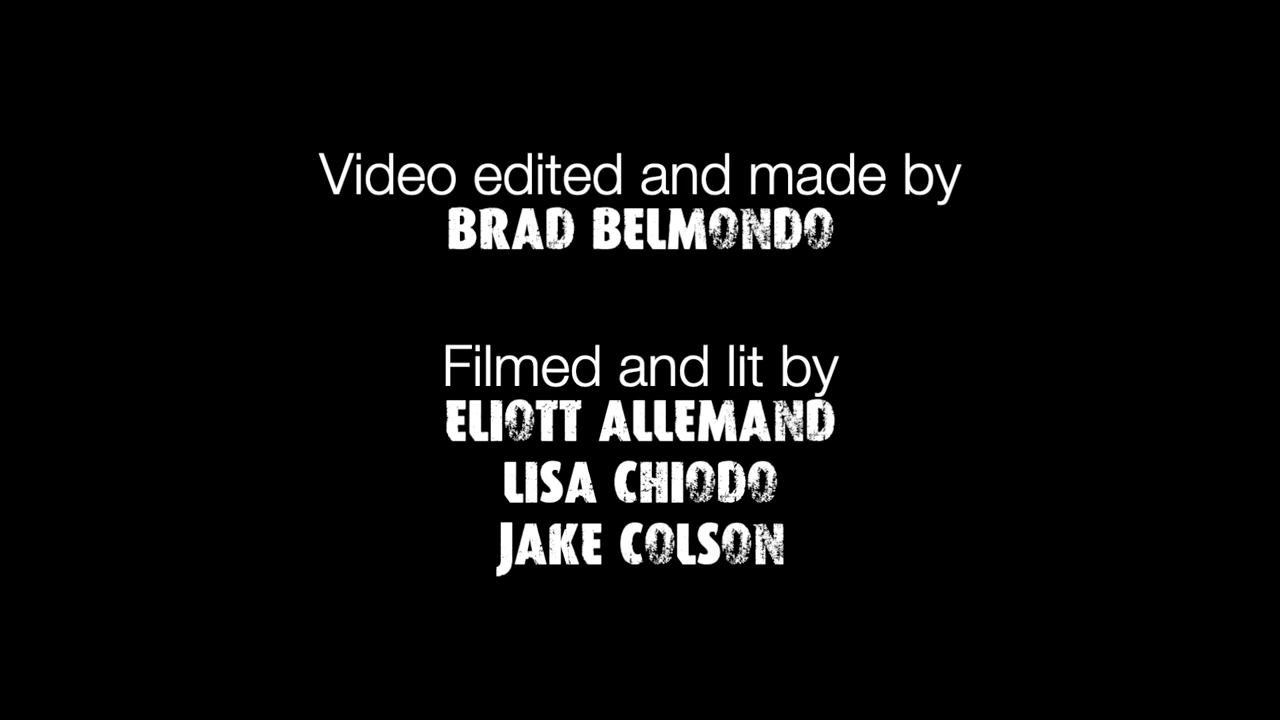 Video edited and made by
BRAD BELMONDO
Filmed and lit by
ELIOTT ALLEMAND
LISA CHIODO
JAKE COLSON